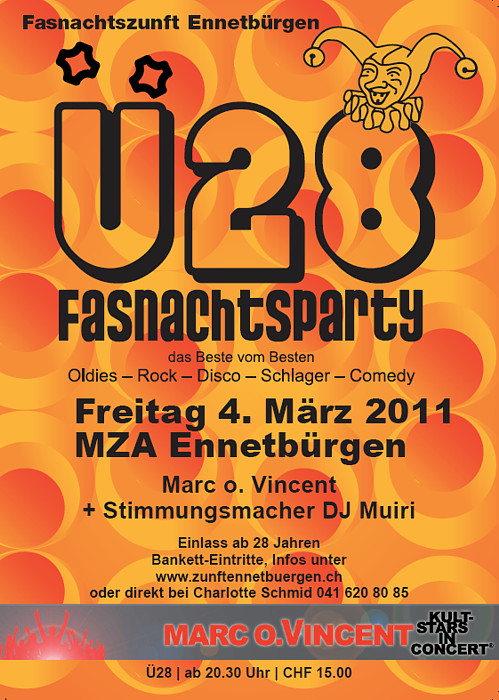 Fasnachtszunft Ennetbürgen
Ü28
Fasnachtsparty
das Beste vom Besten
Oldies – Rock – Disco – Schlager – Comedy
Freitag 4. März 2011
MZA Ennetbürgen
Marc o. Vincent
+ Stimmungsmacher DJ Muiri
Einlass ab 28 Jahren
Bankett-Eintritte, Infos unter
www.zunftennetbuergen.ch
oder direkt bei Charlotte Schmid 041 620 80 85
MARC O.VINCENT
KULT-
STARS
IN
CONCERT
Ü28 | ab 20.30 Uhr | CHF 15.00